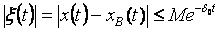 |ξ(t)| = |x(t) − x_B(t)| ≤ Me^{−δ_0 t}